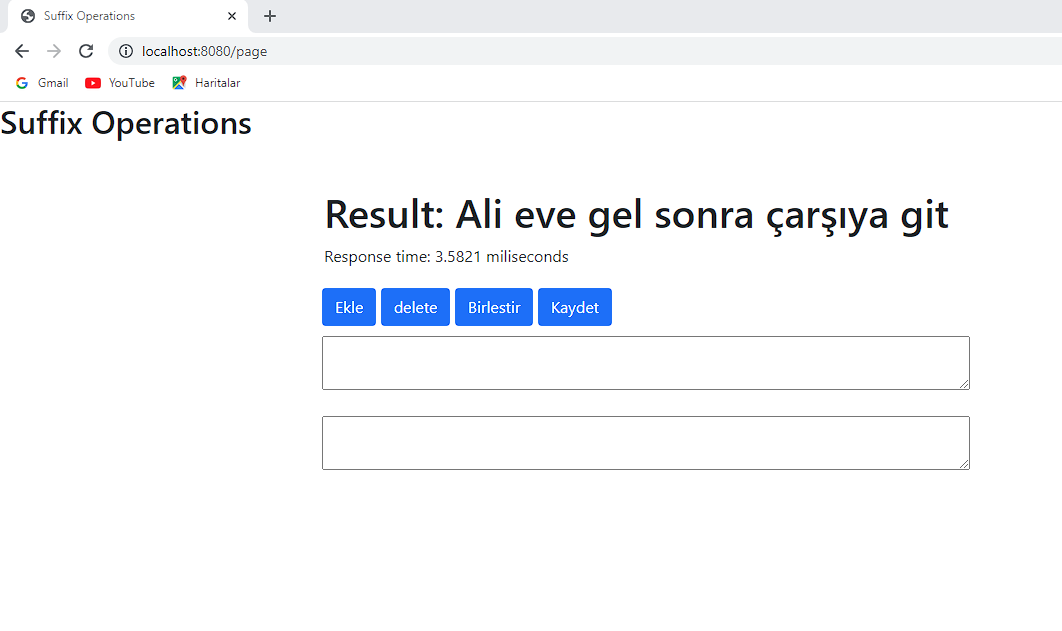 Suffix Operations
localhost:8080/page
Gmail YouTube Haritalar
Suffix Operations
Result: Ali eve gel sonra çarşıya git
Response time: 3.5821 miliseconds
Ekle delete Birlestir Kaydet